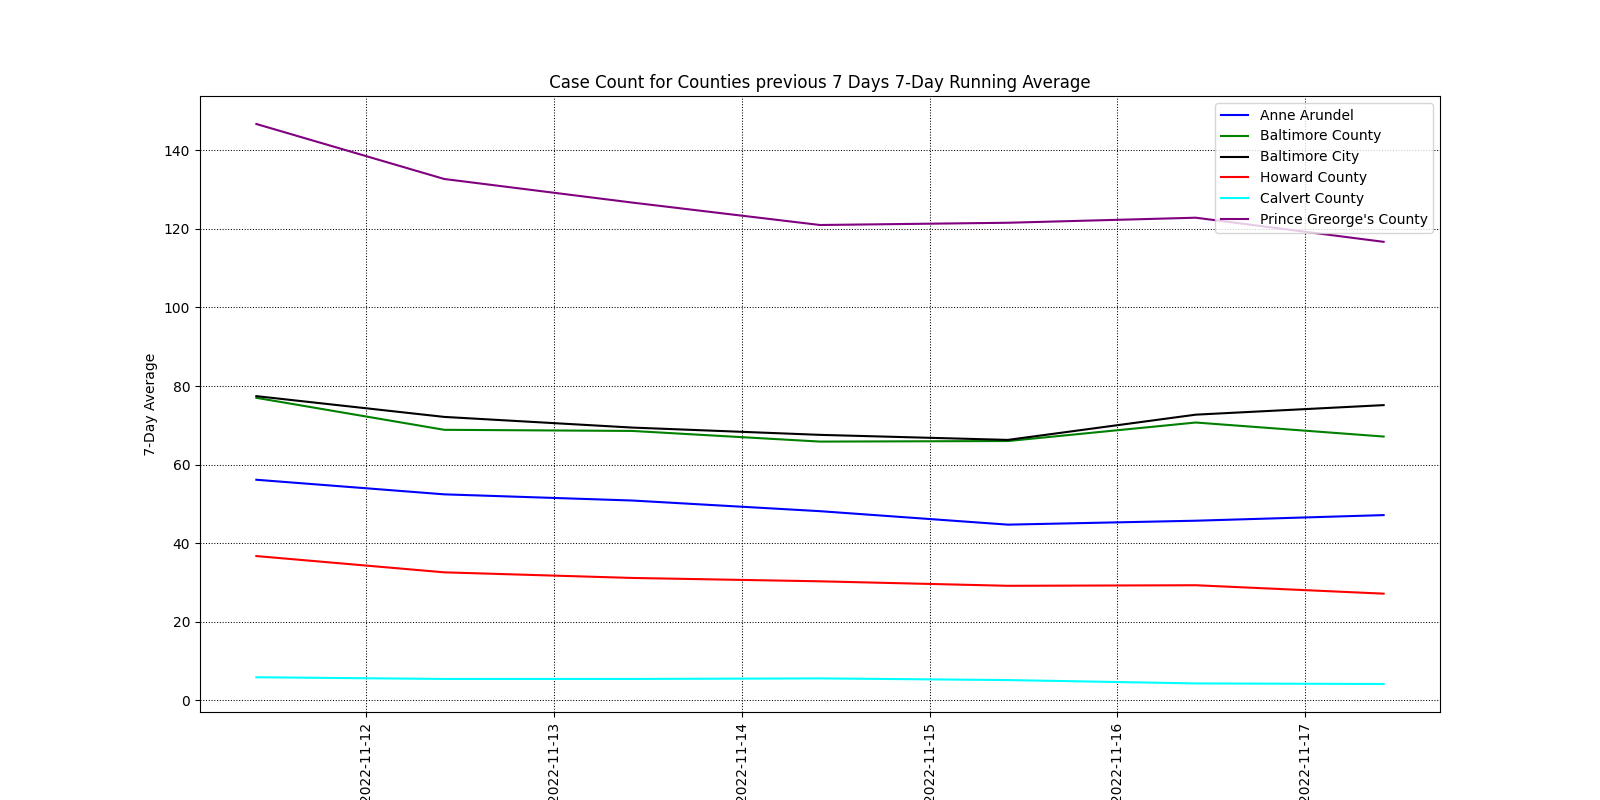 Case Count for Counties previous 7 Days 7-Day Running Average
Anne Arundel
Baltimore County
Baltimore City
Howard County
Calvert County
Prince Greorge's County
7-Day Average
140
120
100
80
60
40
20
0
2022-11-12
2022-11-13
2022-11-14
2022-11-15
2022-11-16
2022-11-17